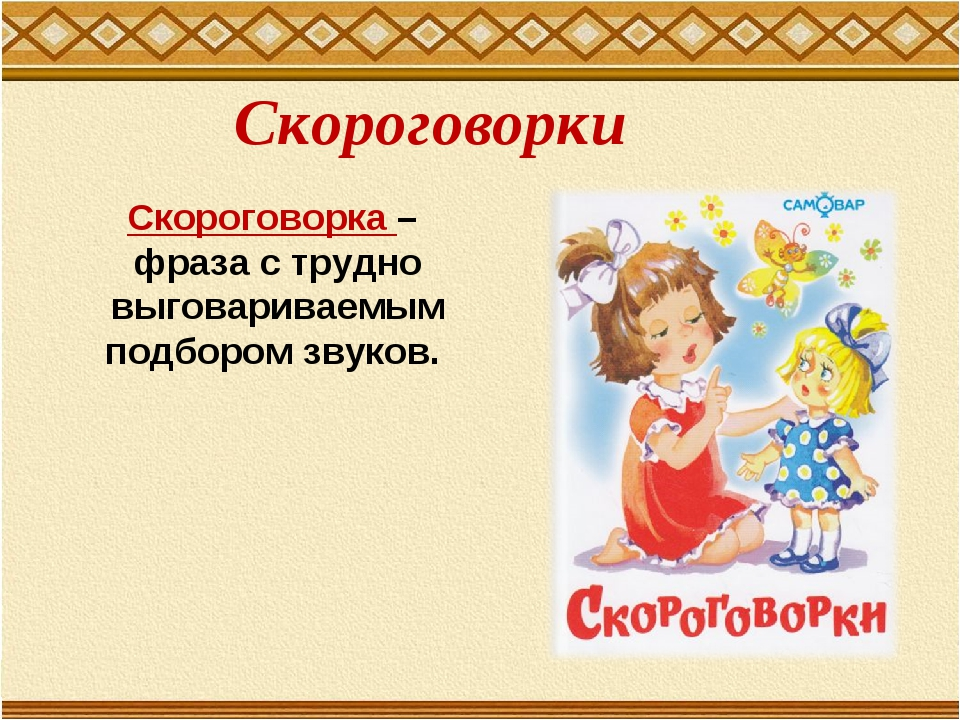 Скороговорки
Скороговорка –
фраза с трудно
выговариваемым
подбором звуков.
САМОВАР
СКОРОГОВОРКИ